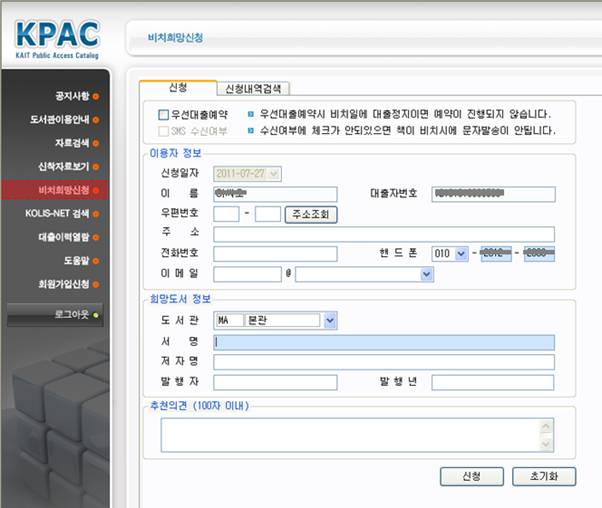 KPAC
KAIT Public Access Catalog
비치희망신청
공지사항
도서관이용안내
자료검색
신착자료보기
비치희망신청
KOLIS-NET 검색
대출이력열람
도움말
회원가입신청
로그아웃
신청 신청내역검색
우선대출예약 우선대출예약시 비치일에 대출정지이면 예약이 진행되지 않습니다.
SMS 수신여부 수신여부에 체크가 안되있으면 책이 비치시에 문자발송이 안됩니다.
이용자 정보
신청일자 2011-07-27
이 름 대출자번호
우편번호 - 주소조회
주 소
전화번호 핸드폰 010 - -
이메일 @
희망도서 정보
도서관 MA 본관
서 명
저자명
발행자 발행년
추천의견 (100자 이내)
신청 초기화